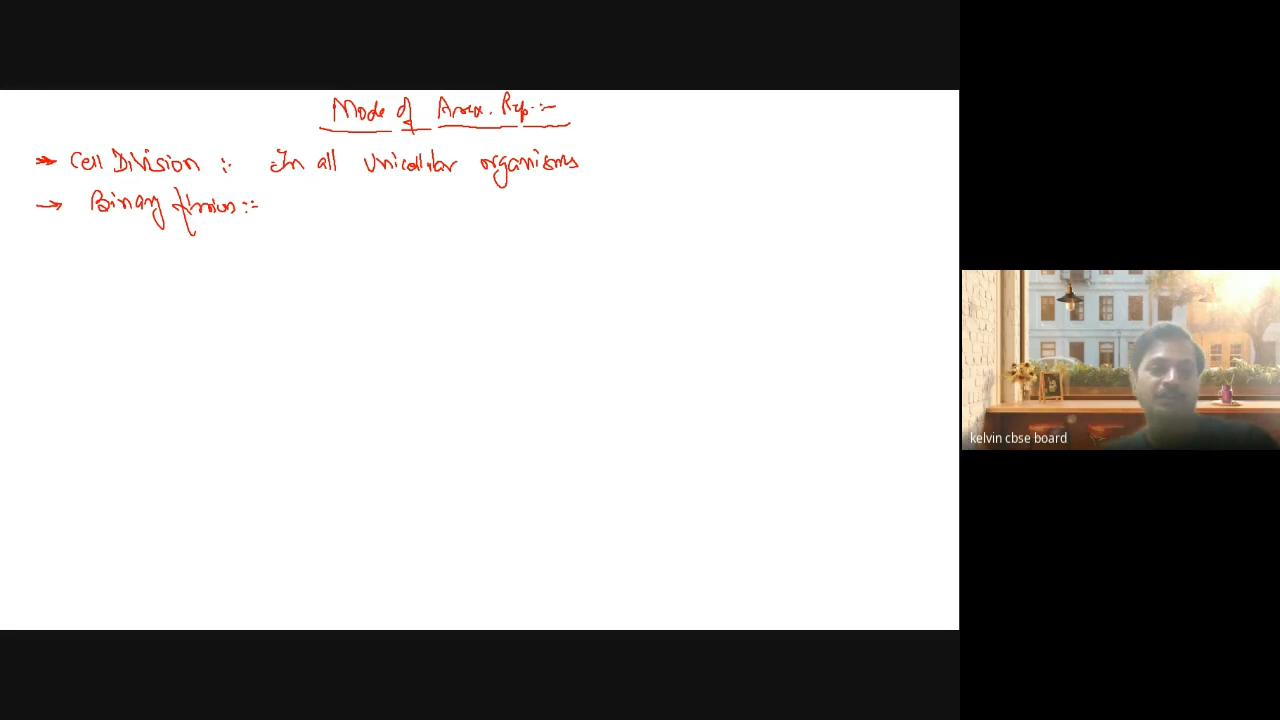 Mode of Asex. Rep. :-
→ Cell Division :- In all Unicellular organisms
→ Binary fission :-
kelvin cbse board